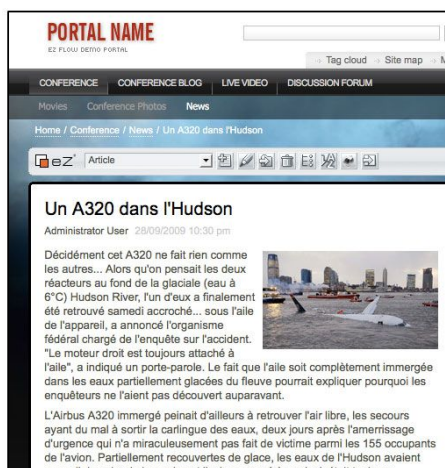 PORTAL NAME
EZ FLOW DEMO PORTAL
Tag cloud Site map
CONFERENCE CONFERENCE BLOG LIVE VIDEO DISCUSSION FORUM
Movies Conference Photos News
Home / Conference / News / Un A320 dans l'Hudson
eZ Article
Un A320 dans l'Hudson
Administrator User 28/09/2009 10:30 pm
Décidément cet A320 ne fait rien comme
les autres... Alors qu'on pensait les deux
réacteurs au fond de la glaciale (eau à
6°C) Hudson River, l'un d'eux a finalement
été retrouvé samedi accroché... sous l'aile
de l'appareil, a annoncé l'organisme
fédéral chargé de l'enquête sur l'accident.
"Le moteur droit est toujours attaché à
l'aile", a indiqué un porte-parole. Le fait que l'aile soit complètement immergée
dans les eaux partiellement glacées du fleuve pourrait expliquer pourquoi les
enquêteurs ne l'aient pas découvert auparavant.
L'Airbus A320 immergé peinait d'ailleurs à retrouver l'air libre, les secours
ayant du mal à sortir la carlingue des eaux, deux jours après l'amerrissage
d'urgence qui n'a miraculeusement pas fait de victime parmi les 155 occupants
de l'avion. Partiellement recouvertes de glace, les eaux de l'Hudson avaient